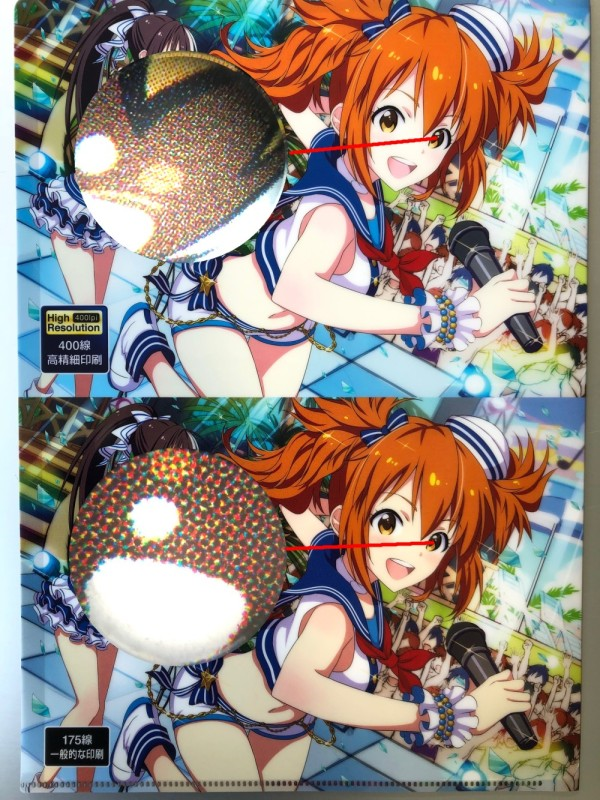 High 400lpi
Resolution
400線
高精細印刷
175線
一般的な印刷